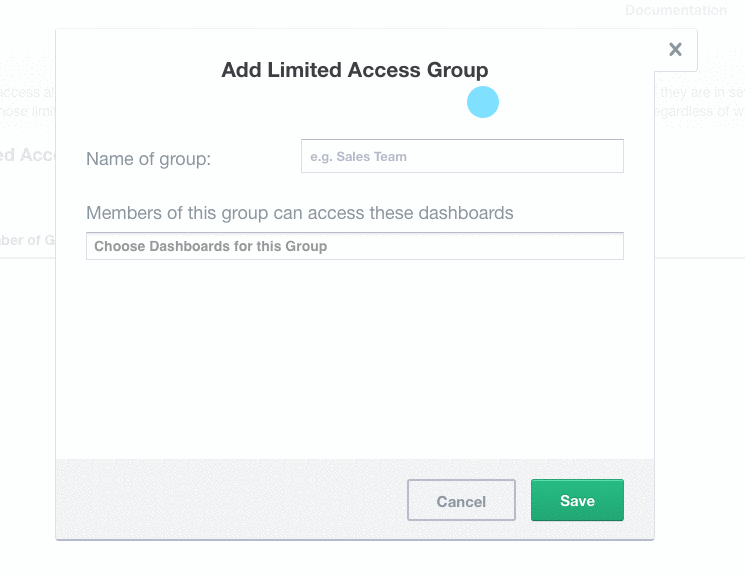 Documentation
Add Limited Access Group
access al
they are in se
hose limi
egardless of w
Name of group:
e.g. Sales Team
ed Acc
Members of this group can access these dashboards
ber of G
Choose Dashboards for this Group
Cancel
Save